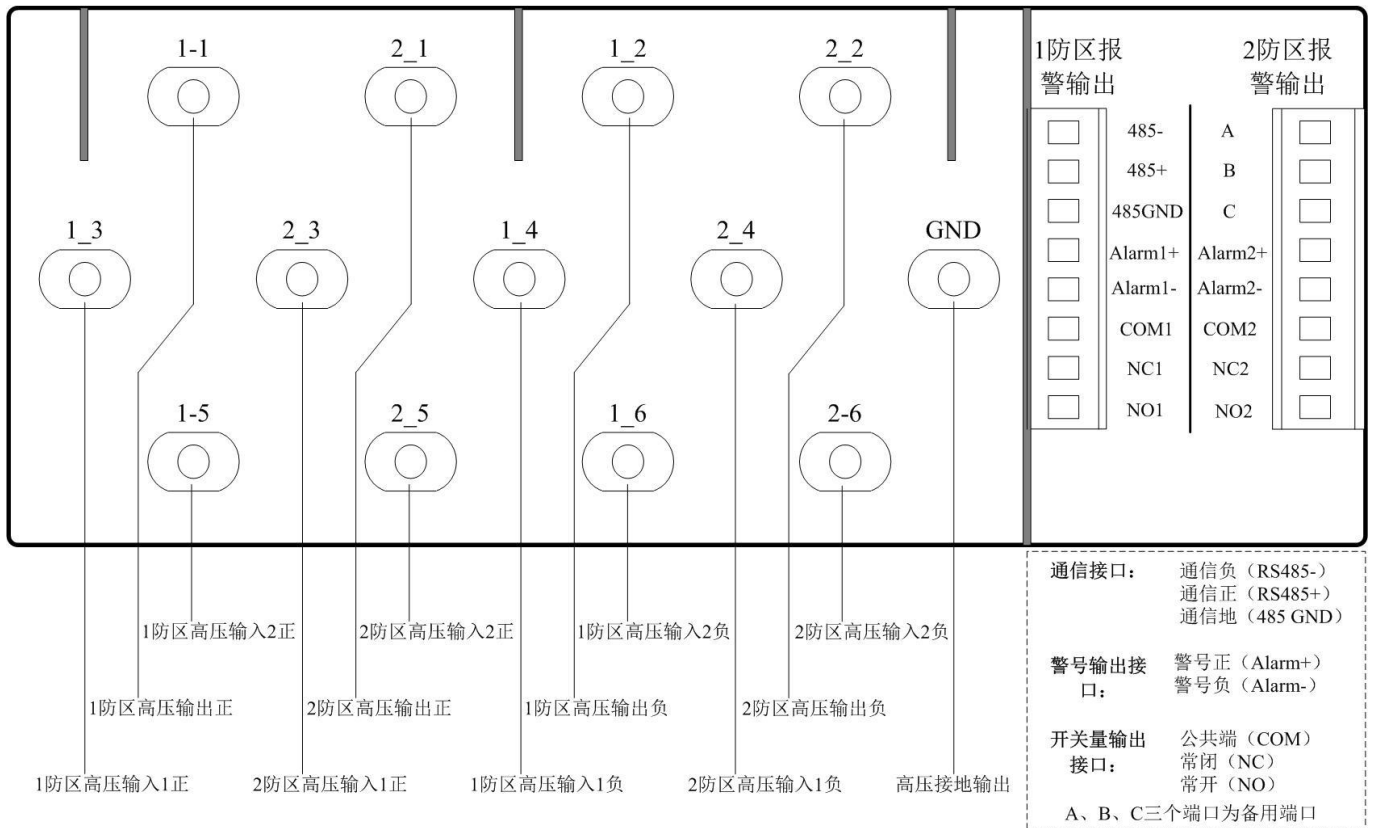 1-1
2_1
1_2
2_2
1_3
2_3
1_4
2_4
GND
1-5
2_5
1_6
2-6
1防区报
警输出
2防区报
警输出
485-
A
485+
B
485GND
C
Alarm1+
Alarm2+
Alarm1-
Alarm2-
COM1
COM2
NC1
NC2
NO1
NO2
1防区高压输入2正
2防区高压输入2正
1防区高压输入2负
2防区高压输入2负
1防区高压输出正
2防区高压输出正
1防区高压输出负
2防区高压输出负
1防区高压输入1正
2防区高压输入1正
1防区高压输入1负
2防区高压输入1负
高压接地输出
通信接口: 通信负（RS485-）
通信正（RS485+）
通信地（485 GND）
警号输出接
口:
警号正（Alarm+）
警号负（Alarm-）
开关量输出
接口:
公共端（COM）
常闭（NC）
常开（NO）
A、B、C三个端口为备用端口